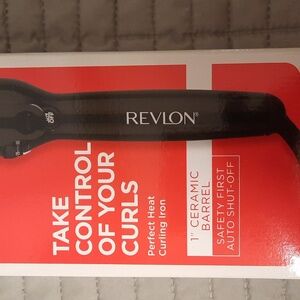 REVLON®
TAKE
CONTROL
OF YOUR
CURLS
Perfect Heat
Curling Iron
1" CERAMIC
BARREL
SAFETY FIRST
AUTO SHUT-OFF